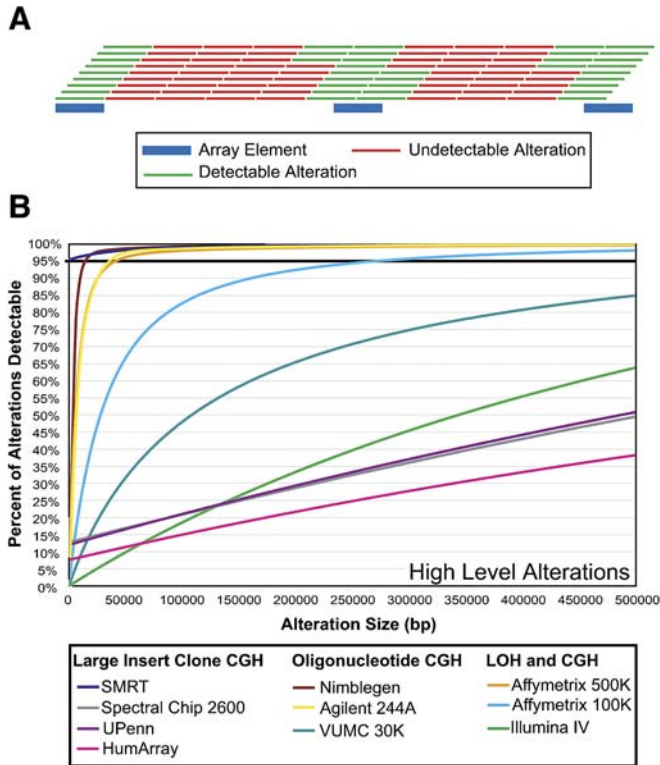 A
Array Element
Undetectable Alteration
Detectable Alteration
B
Percent of Alterations Detectable
100%
95%
90%
85%
80%
75%
70%
65%
60%
55%
50%
45%
40%
35%
30%
25%
20%
15%
10%
5%
0%
High Level Alterations
0 50000 100000 150000 200000 250000 300000 350000 400000 450000 500000
Alteration Size (bp)
Large Insert Clone CGH
SMRT
Spectral Chip 2600
UPenn
HumArray
Oligonucleotide CGH
Nimblegen
Agilent 244A
VUMC 30K
LOH and CGH
Affymetrix 500K
Affymetrix 100K
Illumina IV